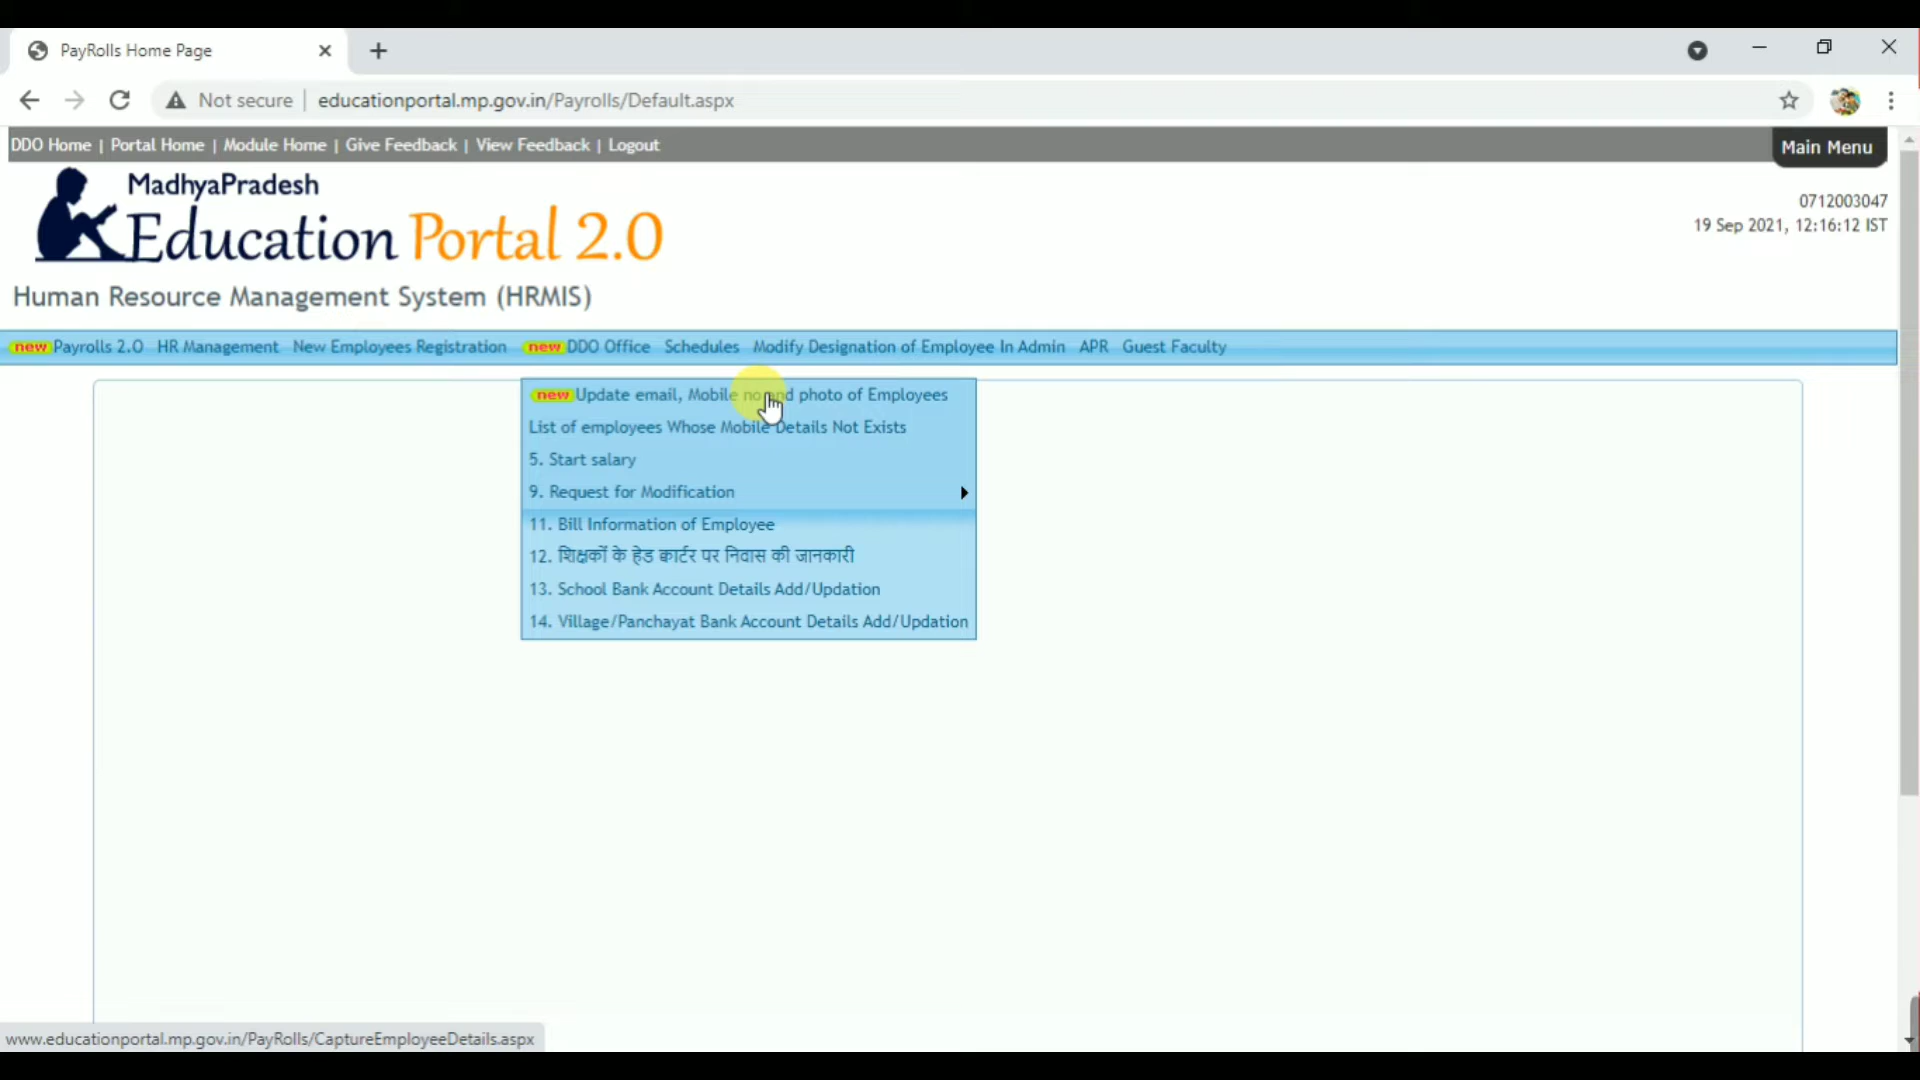 PayRolls Home Page
Not secure | educationportal.mp.gov.in/Payrolls/Default.aspx
DDO Home | Portal Home | Module Home | Give Feedback | View Feedback | Logout
Main Menu
MadhyaPradesh
Education Portal 2.0
0712003047
19 Sep 2021, 12:16:12 IST
Human Resource Management System (HRMIS)
new Payrolls 2.0 HR Management New Employees Registration new DDO Office Schedules Modify Designation of Employee In Admin APR Guest Faculty
new Update email, Mobile no and photo of Employees
List of employees Whose Mobile Details Not Exists
5. Start salary
9. Request for Modification
11. Bill Information of Employee
12. शिक्षकों के हेड क्वार्टर पर निवास की जानकारी
13. School Bank Account Details Add/Updation
14. Village/Panchayat Bank Account Details Add/Updation
www.educationportal.mp.gov.in/PayRolls/CaptureEmployeeDetails.aspx